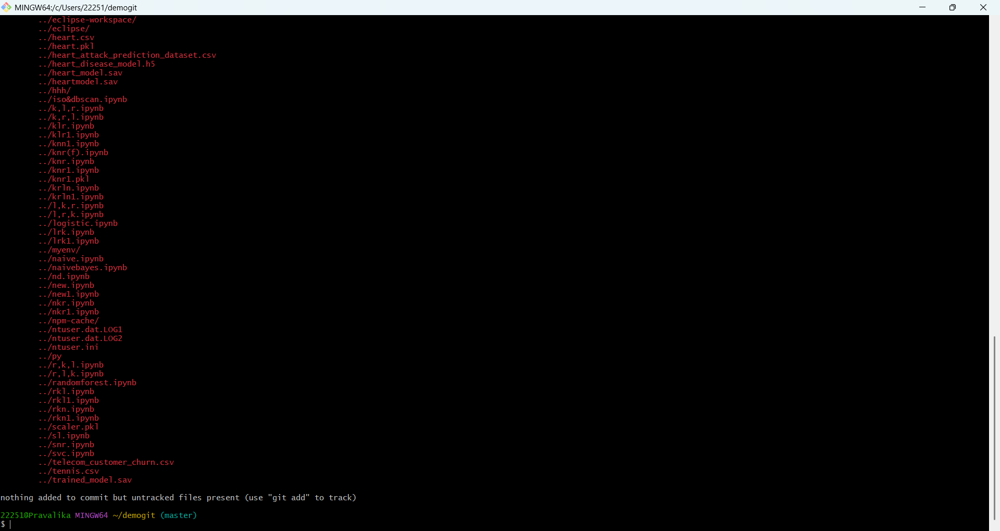 MINGW64:/c/Users/22251/demogit
../eclipse-workspace/
../eclipse/
../heart.csv
../heart.pkl
../heart_attack_prediction_dataset.csv
../heart_disease_model.h5
../heart_model.sav
../heartmodel.sav
../hhh/
../iso&dbscan.ipynb
../k,l,r.ipynb
../k,r,l.ipynb
../klr.ipynb
../klr1.ipynb
../knn1.ipynb
../knr(f).ipynb
../knr.ipynb
../knr1.ipynb
../knr1.pkl
../krln.ipynb
../krln1.ipynb
../l,k,r.ipynb
../l,r,k.ipynb
../logistic.ipynb
../lrk.ipynb
../lrk1.ipynb
../myenv/
../naive.ipynb
../naivebayes.ipynb
../nd.ipynb
../new.ipynb
../new1.ipynb
../nkr.ipynb
../nkr1.ipynb
../npm-cache/
../ntuser.dat.LOG1
../ntuser.dat.LOG2
../ntuser.ini
../py
../r,k,l.ipynb
../r,l,k.ipynb
../randomforest.ipynb
../rkl.ipynb
../rkl1.ipynb
../rkn.ipynb
../rkn1.ipynb
../scaler.pkl
../sl.ipynb
../snr.ipynb
../svc.ipynb
../telecom_customer_churn.csv
../tennis.csv
../trained_model.sav
nothing added to commit but untracked files present (use "git add" to track)
22251@Pravalika MINGW64 ~/demogit (master)
$